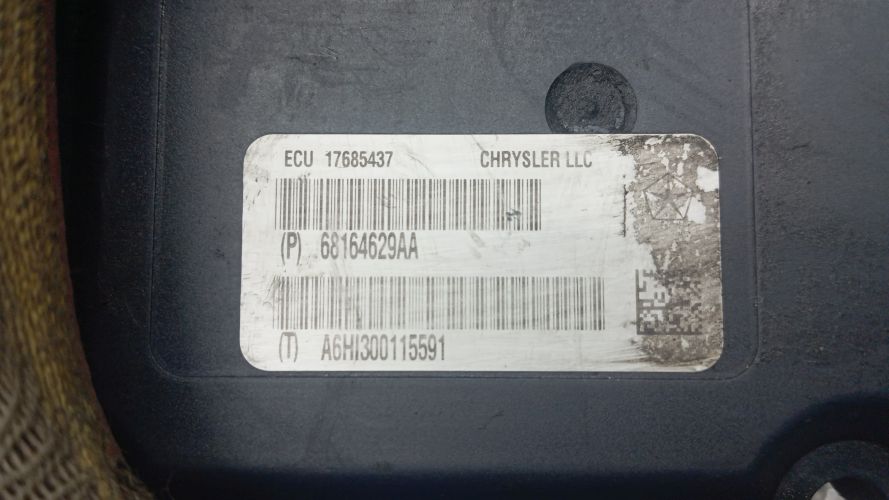 ECU 17685437 CHRYSLER LLC
(P) 68164629AA
(T) A6HI300115591